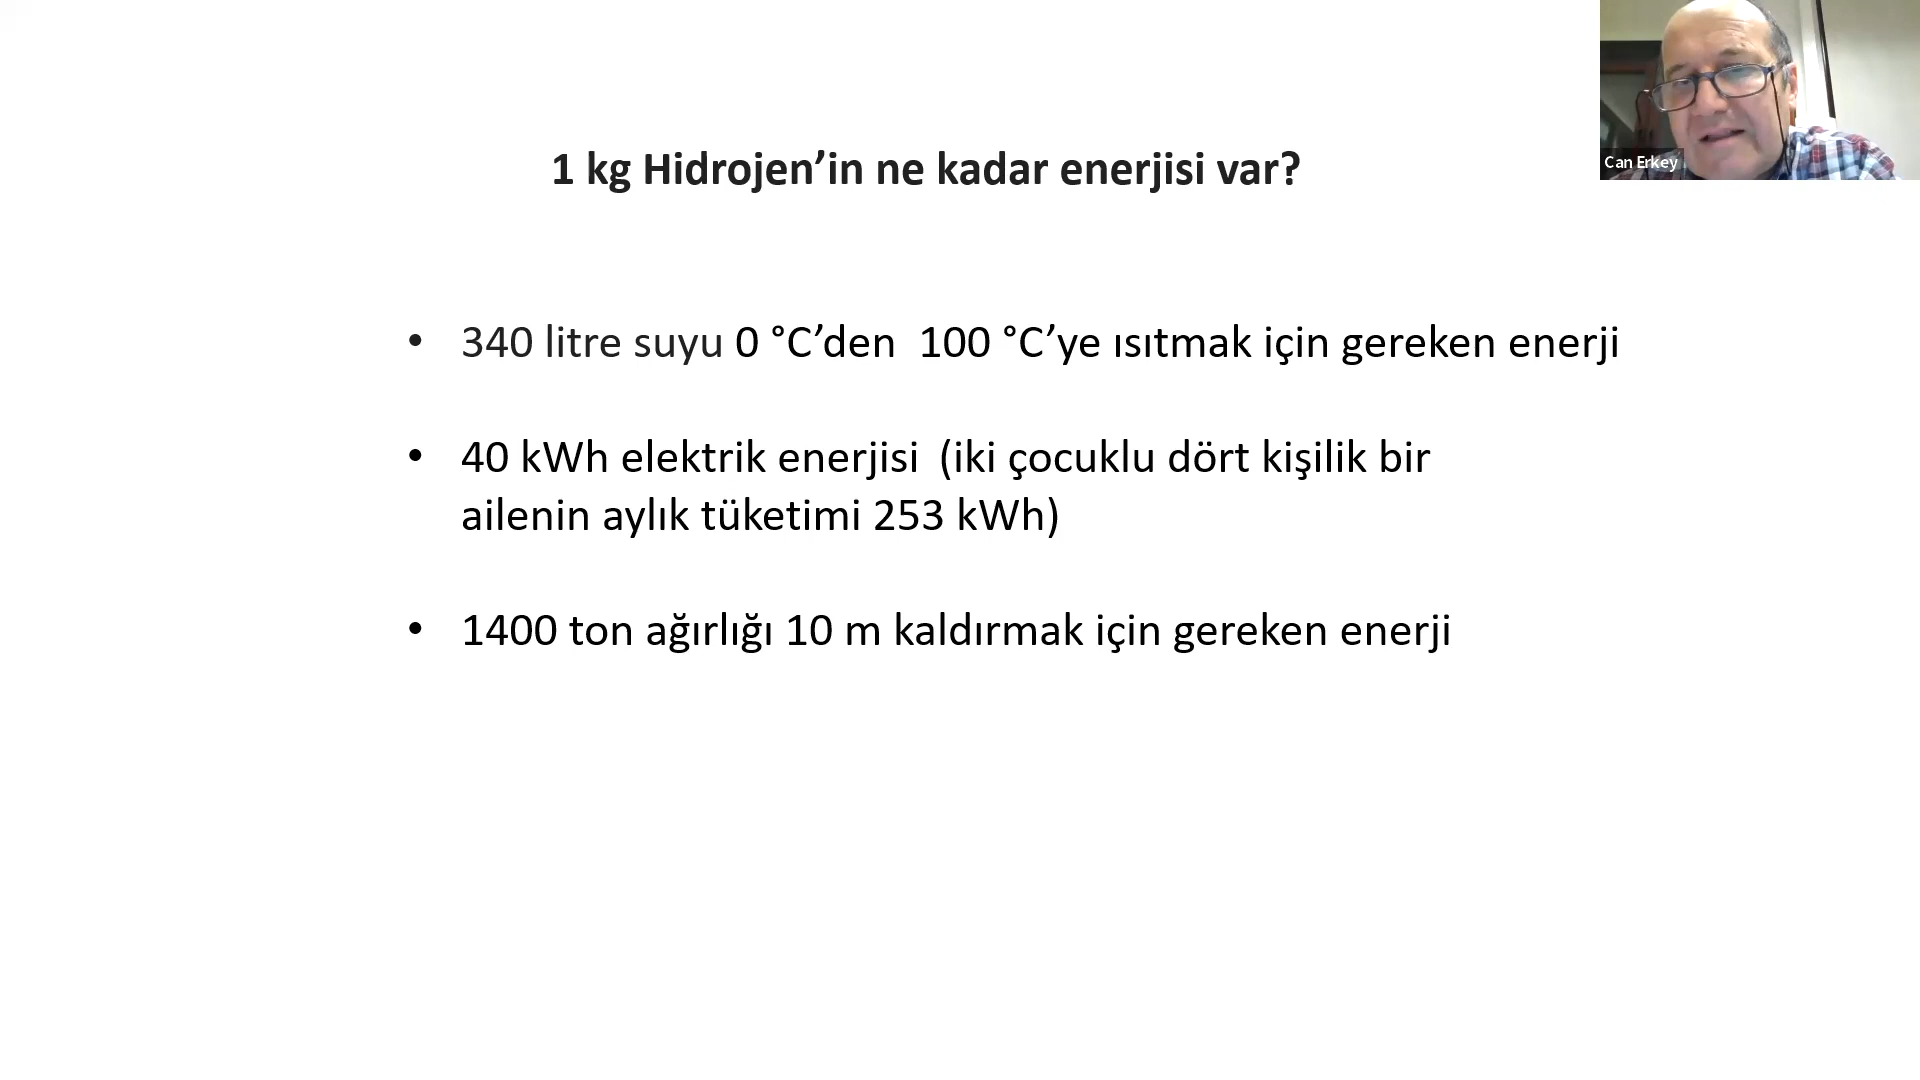 Can Erkey
1 kg Hidrojen’in ne kadar enerjisi var?
• 340 litre suyu 0 °C’den  100 °C’ye ısıtmak için gereken enerji
• 40 kWh elektrik enerjisi  (iki çocuklu dört kişilik bir
ailenin aylık tüketimi 253 kWh)
• 1400 ton ağırlığı 10 m kaldırmak için gereken enerji